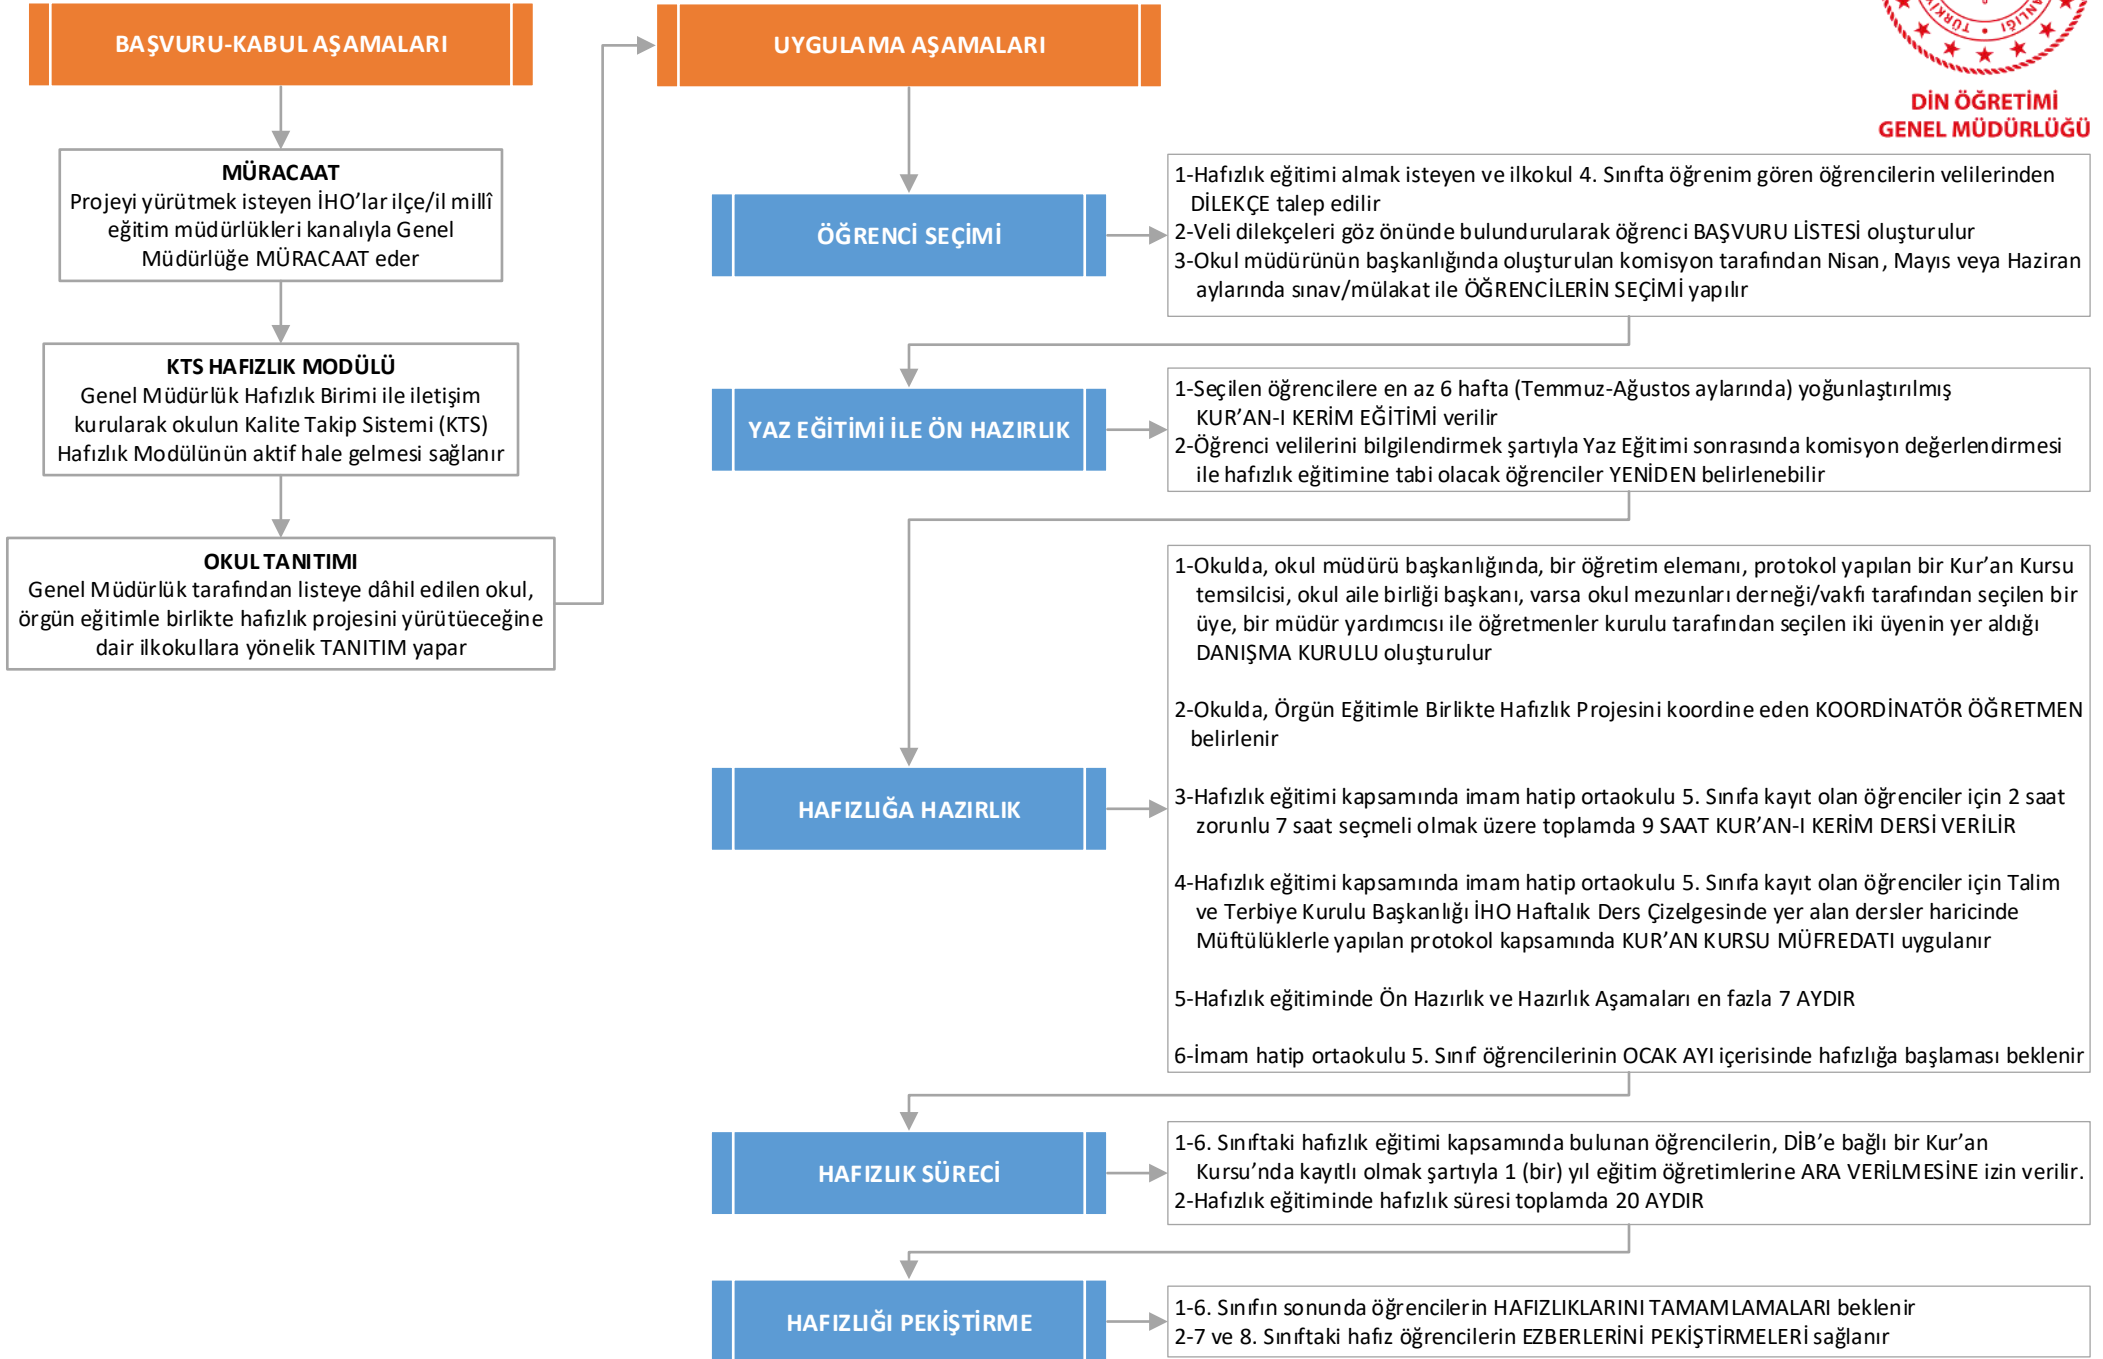 BAŞVURU-KABUL AŞAMALARI
MÜRACAAT
Projeyi yürütmek isteyen İHO’lar ilçe/il millî
eğitim müdürlükleri kanalıyla Genel
Müdürlüğe MÜRACAAT eder
KTS HAFIZLIK MODÜLÜ
Genel Müdürlük Hafızlık Birimi ile iletişim
kurularak okulun Kalite Takip Sistemi (KTS)
Hafızlık Modülünün aktif hale gelmesi sağlanır
OKUL TANITIMI
Genel Müdürlük tarafından listeye dâhil edilen okul,
örgün eğitimle birlikte hafızlık projesini yürütüeceğine
dair ilkokullara yönelik TANITIM yapar
UYGULAMA AŞAMALARI
DİN ÖĞRETİMİ
GENEL MÜDÜRLÜĞÜ
ÖĞRENCİ SEÇİMİ
1-Hafızlık eğitimi almak isteyen ve ilkokul 4. Sınıfta öğrenim gören öğrencilerin velilerinden
DİLEKÇE talep edilir
2-Veli dilekçeleri göz önünde bulundurularak öğrenci BAŞVURU LİSTESİ oluşturulur
3-Okul müdürünün başkanlığında oluşturulan komisyon tarafından Nisan, Mayıs veya Haziran
aylarında sınav/mülakat ile ÖĞRENCİLERİN SEÇİMİ yapılır
YAZ EĞİTİMİ İLE ÖN HAZIRLIK
1-Seçilen öğrencilere en az 6 hafta (Temmuz-Ağustos aylarında) yoğunlaştırılmış
KUR’AN-I KERİM EĞİTİMİ verilir
2-Öğrenci velilerini bilgilendirmek şartıyla Yaz Eğitimi sonrasında komisyon değerlendirmesi
ile hafızlık eğitimine tabi olacak öğrenciler YENİDEN belirlenebilir
HAFIZLIĞA HAZIRLIK
1-Okulda, okul müdürü başkanlığında, bir öğretim elemanı, protokol yapılan bir Kur’an Kursu
temsilcisi, okul aile birliği başkanı, varsa okul mezunları derneği/vakfı tarafından seçilen bir
üye, bir müdür yardımcısı ile öğretmenler kurulu tarafından seçilen iki üyenin yer aldığı
DANIŞMA KURULU oluşturulur
2-Okulda, Örgün Eğitimle Birlikte Hafızlık Projesini koordine eden KOORDİNATÖR ÖĞRETMEN
belirlenir
3-Hafızlık eğitimi kapsamında imam hatip ortaokulu 5. Sınıfa kayıt olan öğrenciler için 2 saat
zorunlu 7 saat seçmeli olmak üzere toplamda 9 SAAT KUR’AN-I KERİM DERSİ VERİLİR
4-Hafızlık eğitimi kapsamında imam hatip ortaokulu 5. Sınıfa kayıt olan öğrenciler için Talim
ve Terbiye Kurulu Başkanlığı İHO Haftalık Ders Çizelgesinde yer alan dersler haricinde
Müftülüklerle yapılan protokol kapsamında KUR’AN KURSU MÜFREDATI uygulanır
5-Hafızlık eğitiminde Ön Hazırlık ve Hazırlık Aşamaları en fazla 7 AYDIR
6-İmam hatip ortaokulu 5. Sınıf öğrencilerinin OCAK AYI içerisinde hafızlığa başlaması beklenir
HAFIZLIK SÜRECİ
1-6. Sınıftaki hafızlık eğitimi kapsamında bulunan öğrencilerin, DİB’e bağlı bir Kur’an
Kursu’nda kayıtlı olmak şartıyla 1 (bir) yıl eğitim öğretimlerine ARA VERİLMESİNE izin verilir.
2-Hafızlık eğitiminde hafızlık süresi toplamda 20 AYDIR
HAFIZLIĞI PEKİŞTİRME
1-6. Sınıfın sonunda öğrencilerin HAFIZLIKLARINI TAMAMLAMALARI beklenir
2-7 ve 8. Sınıftaki hafız öğrencilerin EZBERLERİNİ PEKİŞTİRMELERİ sağlanır